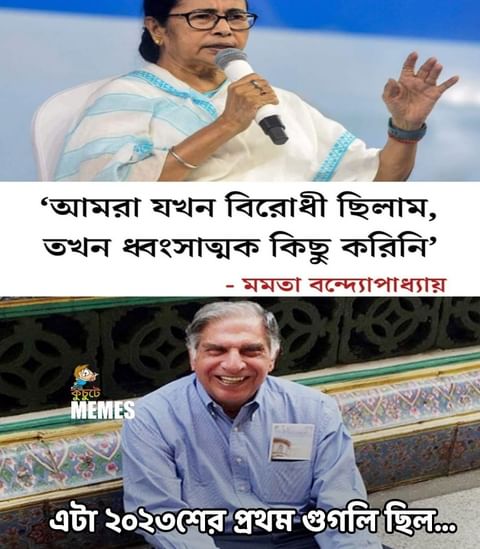 ‘আমরা যখন বিরোধী ছিলাম,
তখন ধ্বংসাত্মক কিছু করিনি’
- মমতা বন্দ্যোপাধ্যায়
কুঁচুটে
MEMES
এটা ২০২৩শের প্রথম গুগলি ছিল...